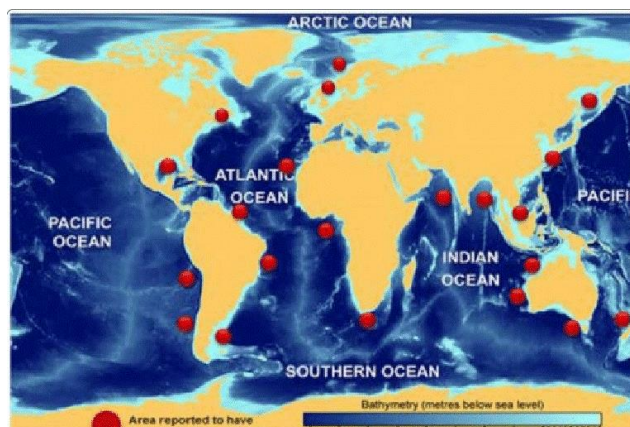 ARCTIC OCEAN
ATLANTIC
OCEAN
PACIFIC
OCEAN
PACIFI
INDIAN
OCEAN
SOUTHERN OCEAN
Area reported to have
Bathymetry (metres below sea level)